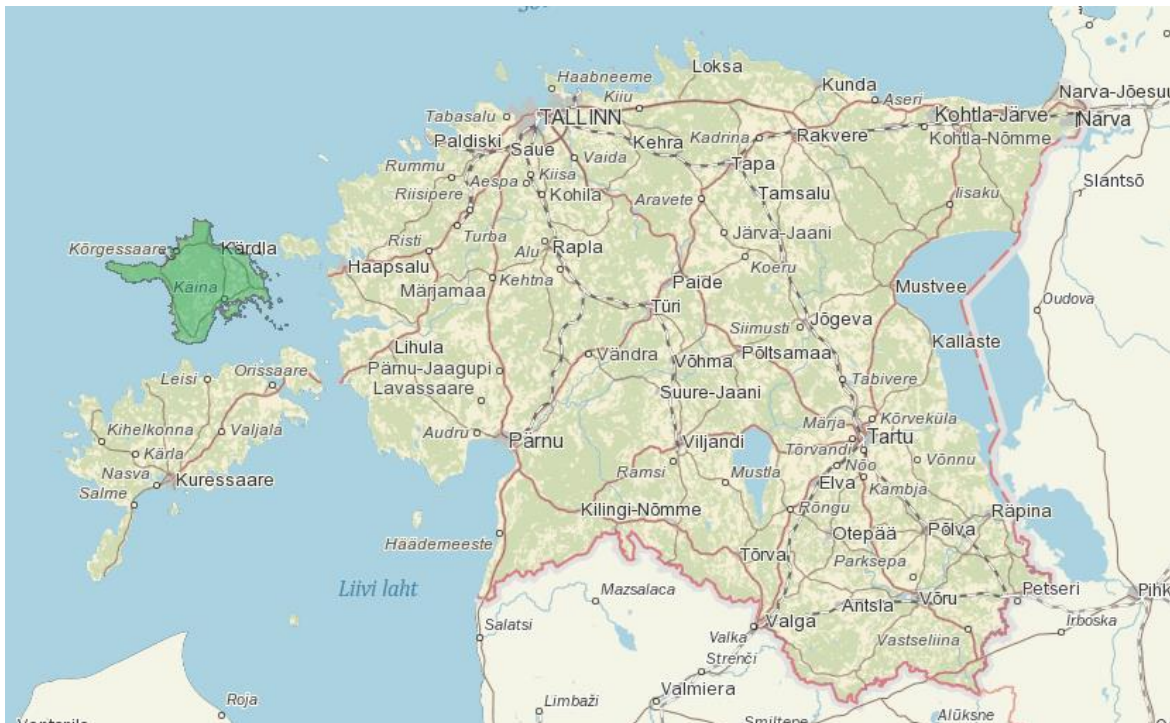 Loksa
Haabneeme
Kunda
Kiiu
Aseri
Narva-Jõesuu
Tabasalu
TALLINN
Kohtla-Järve
Narva
Paldiski
Saue
Kehra
Kadrina
Rakvere
Kohtla-Nõmme
Rummu
Vaida
Tapa
Aespa
Kiisa
Slantsõ
Riisipere
Kohila
Aravete
Tamsalu
Iisaku
Kõrgessaare
Kärdla
Risti
Turba
Alu
Rapla
Järva-Jaani
Haapsalu
Koeru
Käina
Märjamaa
Kehtna
Paide
Mustvee
Oudova
Türi
Siimusti
Jõgeva
Kallaste
Lihula
Vändra
Võhma
Põltsamaa
Leisi
Orissaare
Pärnu-Jaagupi
Lavassaare
Suure-Jaani
Tabivere
Kihelkonna
Valjala
Audru
Pärnu
Märja
Kõrveküla
Kärla
Viljandi
Tõrvandi
Tartu
Nasva
Kuressaare
Ramsi
Mustla
Nõo
Võnnu
Salme
Elva
Kambja
Kilingi-Nõmme
Rõngu
Räpina
Häädemeeste
Otepää
Põlva
Tõrva
Parksepa
Liivi laht
Mazsalaca
Antsla
Võru
Petseri
Pihk
Salatsi
Valka
Valga
Vastseliina
Irboska
Strenči
Roja
Limbaži
Valmiera
Smiltene
Alūksne